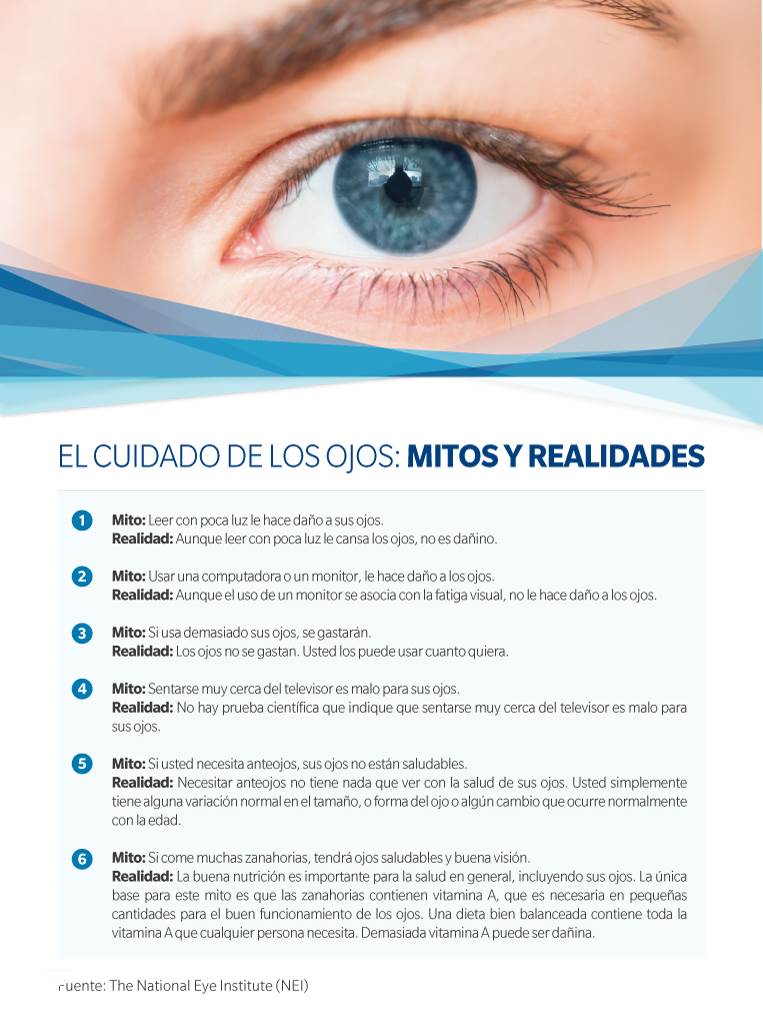 EL CUIDADO DE LOS OJOS: MITOS Y REALIDADES
1 Mito: Leer con poca luz le hace daño a sus ojos.
Realidad: Aunque leer con poca luz le cansa los ojos, no es dañino.
2 Mito: Usar una computadora o un monitor, le hace daño a los ojos.
Realidad: Aunque el uso de un monitor se asocia con la fatiga visual, no le hace daño a los ojos.
3 Mito: Si usa demasiado sus ojos, se gastarán.
Realidad: Los ojos no se gastan. Usted los puede usar cuanto quiera.
4 Mito: Sentarse muy cerca del televisor es malo para sus ojos.
Realidad: No hay prueba científica que indique que sentarse muy cerca del televisor es malo para
sus ojos.
5 Mito: Si usted necesita anteojos, sus ojos no están saludables.
Realidad: Necesitar anteojos no tiene nada que ver con la salud de sus ojos. Usted simplemente
tiene alguna variación normal en el tamaño, o forma del ojo o algún cambio que ocurre normalmente
con la edad.
6 Mito: Si come muchas zanahorias, tendrá ojos saludables y buena visión.
Realidad: La buena nutrición es importante para la salud en general, incluyendo sus ojos. La única
base para este mito es que las zanahorias contienen vitamina A, que es necesaria en pequeñas
cantidades para el buen funcionamiento de los ojos. Una dieta bien balanceada contiene toda la
vitamina A que cualquier persona necesita. Demasiada vitamina A puede ser dañina.
Fuente: The National Eye Institute (NEI)